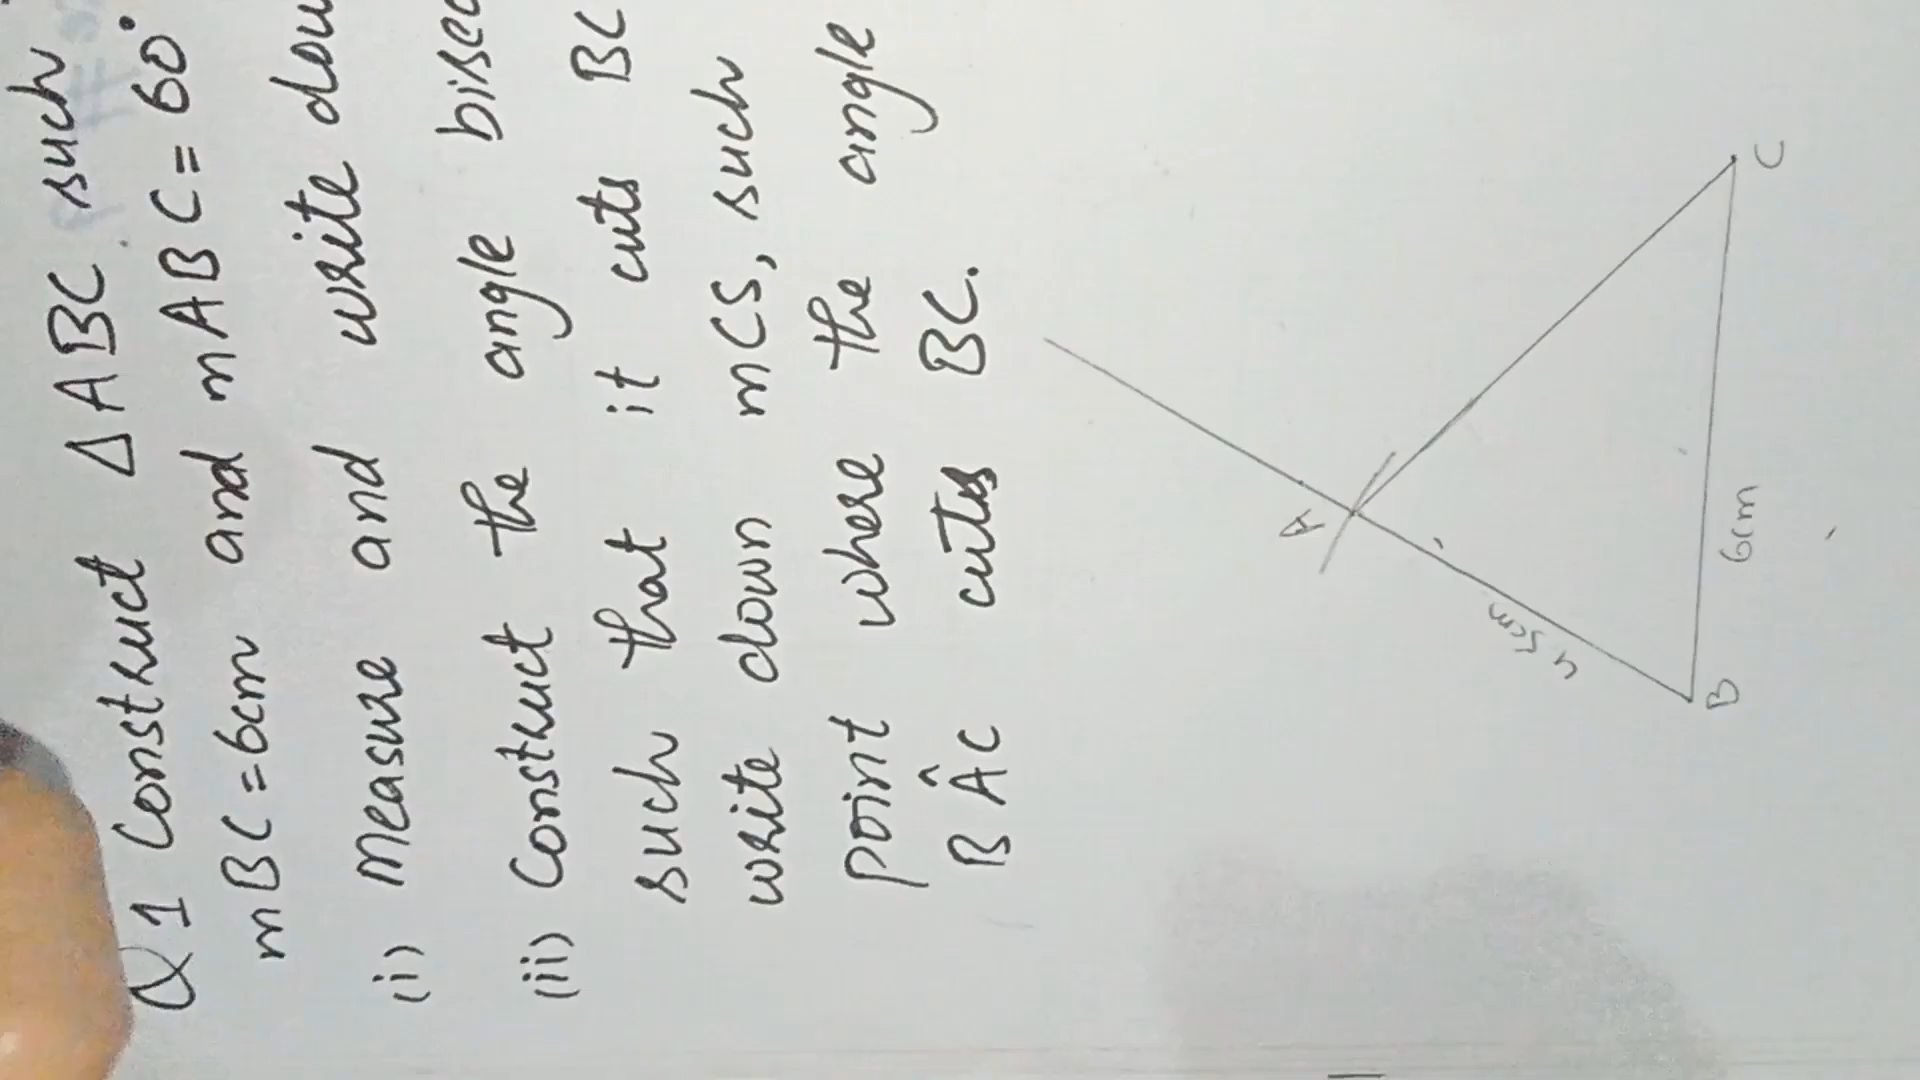 Q1 Construct Δ ABC such
mBC = 6cm and mABC = 60°
(i) Measure and write dow
(ii) Construct the angle bisec
such that it cuts BC
write down mCS, such
point where the angle
BÂC cuts BC.
A
4.5cm
B
6cm
C